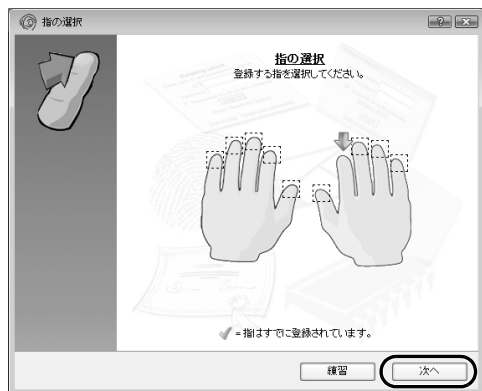 指の選択
指の選択
登録する指を選択してください。
=指はすでに登録されています。
練習
次へ